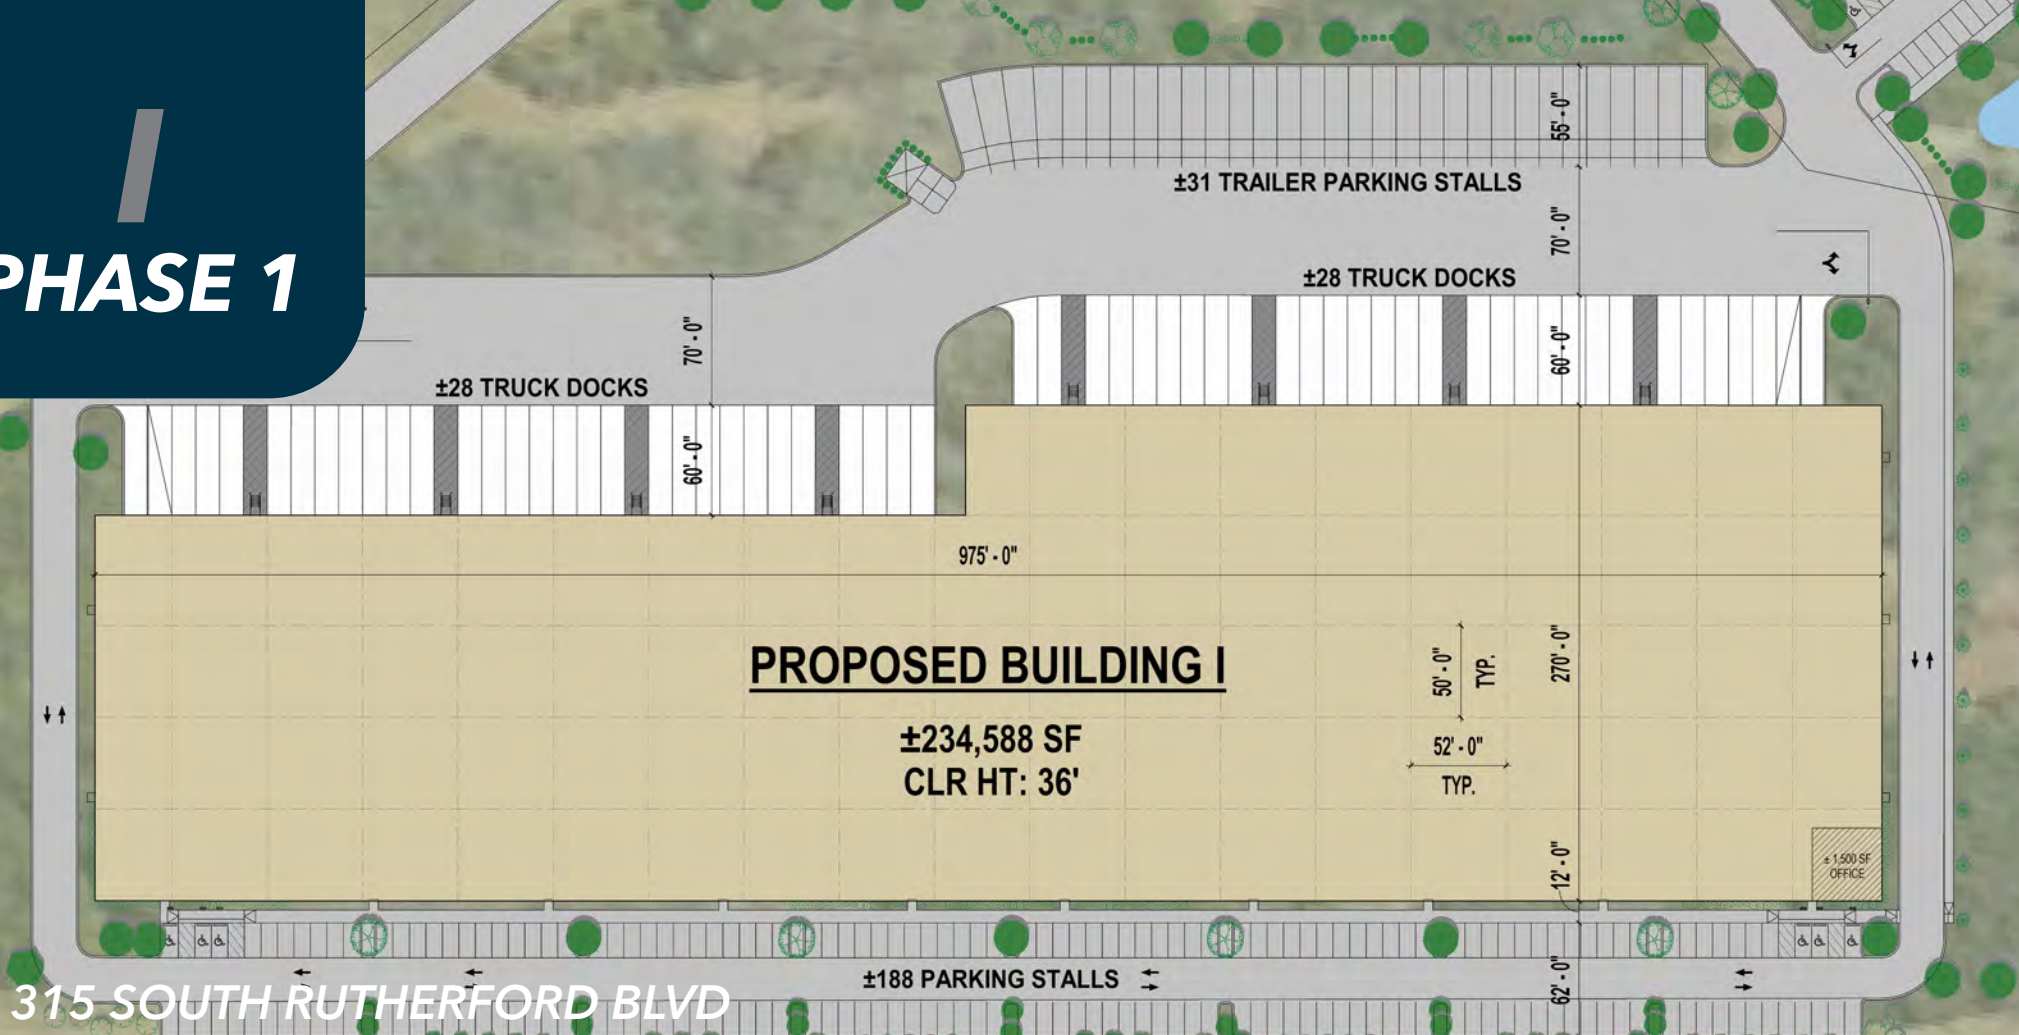 I
PHASE 1
55' - 0"
±31 TRAILER PARKING STALLS
70' - 0"
±28 TRUCK DOCKS
70' - 0"
60' - 0"
±28 TRUCK DOCKS
60' - 0"
975' - 0"
PROPOSED BUILDING I
±234,588 SF
CLR HT: 36'
50' - 0"
TYP.
270' - 0"
52' - 0"
TYP.
12' - 0"
± 1,500 SF
OFFICE
±188 PARKING STALLS
62' - 0"
315 SOUTH RUTHERFORD BLVD